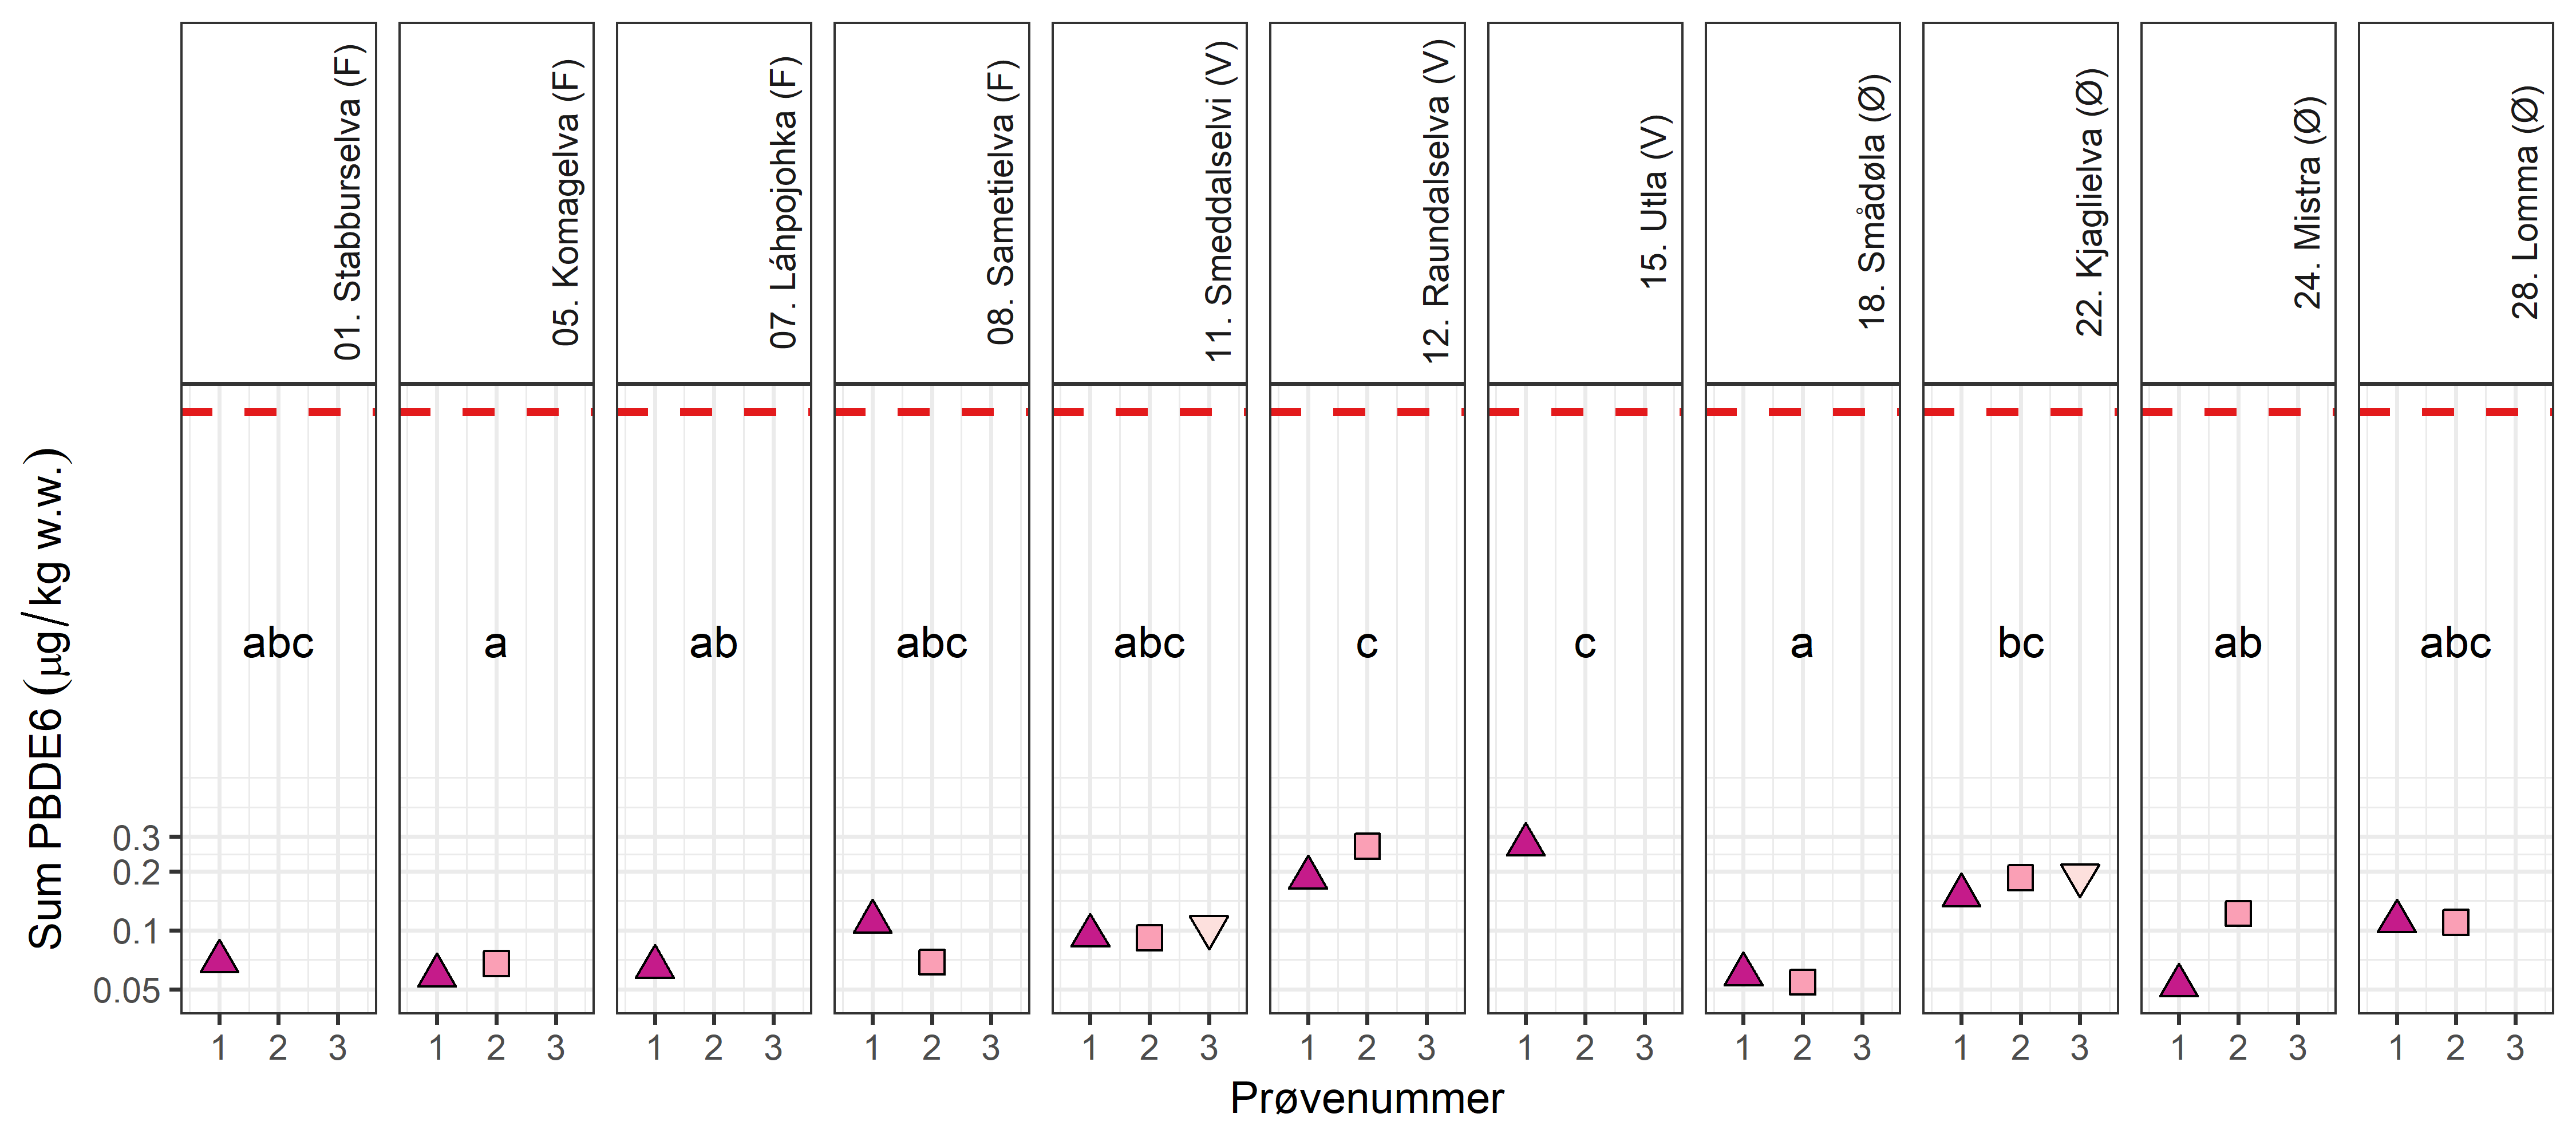 01. Stabburselva (F)
05. Komagelva (F)
07. Láhpojohka (F)
08. Sametielva (F)
11. Smeddalselvi (V)
12. Raundalselva (V)
15. Utla (V)
18. Smådøla (Ø)
22. Kjaglielva (Ø)
24. Mistra (Ø)
28. Lomma (Ø)
Sum PBDE6 (μg/kg w.w.)
abc
a
ab
abc
abc
c
c
a
bc
ab
abc
0.3
0.2
0.1
0.05
1 2 3
1 2 3
1 2 3
1 2 3
1 2 3
1 2 3
1 2 3
1 2 3
1 2 3
1 2 3
1 2 3
Prøvenummer